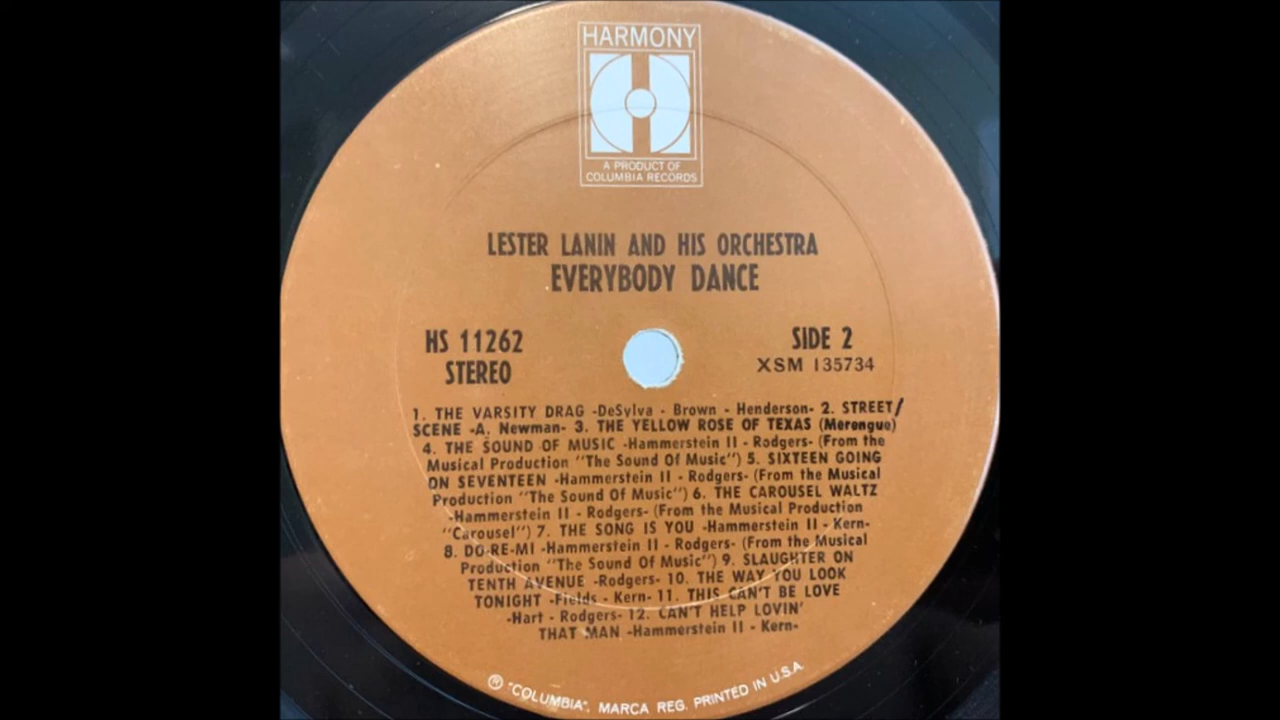 HARMONY
A PRODUCT OF
COLUMBIA RECORDS
LESTER LANIN AND HIS ORCHESTRA
EVERYBODY DANCE
HS 11262
STEREO
SIDE 2
XSM 135734
1. THE VARSITY DRAG -DeSylva - Brown - Henderson- 2. STREET/
SCENE -A. Newman- 3. THE YELLOW ROSE OF TEXAS (Merengue)
4. THE SOUND OF MUSIC -Hammerstein II - Rodgers- (From the
Musical Production "The Sound Of Music") 5. SIXTEEN GOING
ON SEVENTEEN -Hammerstein II - Rodgers- (From the Musical
Production "The Sound Of Music") 6. THE CAROUSEL WALTZ
-Hammerstein II - Rodgers- (From the Musical Production
"Carousel") 7. THE SONG IS YOU -Hammerstein II - Kern-
8. DO-RE-MI -Hammerstein II - Rodgers- (From the Musical
Production "The Sound Of Music") 9. SLAUGHTER ON
TENTH AVENUE -Rodgers- 10. THE WAY YOU LOOK
TONIGHT -Fields - Kern- 11. THIS CAN'T BE LOVE
-Hart - Rodgers- 12. CAN'T HELP LOVIN'
THAT MAN -Hammerstein II - Kern-
Ⓡ "COLUMBIA", MARCA REG. PRINTED IN U.S.A.